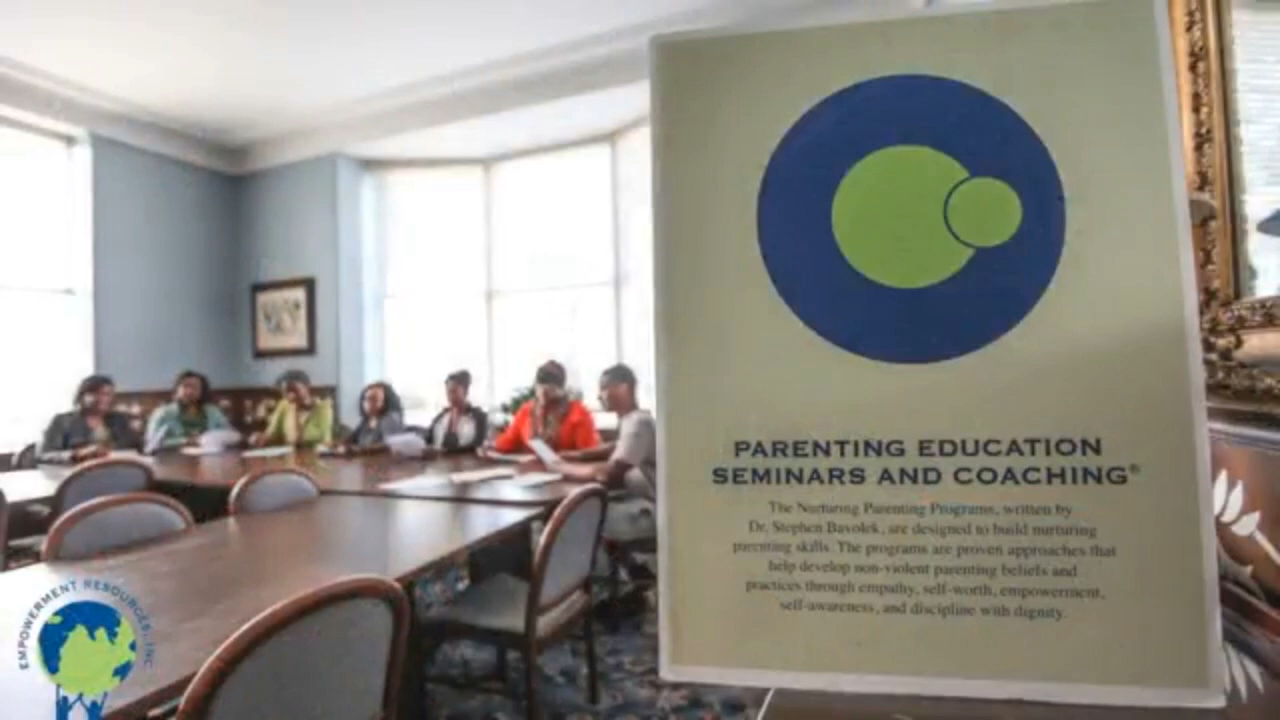 PARENTING EDUCATION
SEMINARS AND COACHING®
The Nurturing Parenting Programs, written by
Dr. Stephen Bavolek, are designed to build nurturing
parenting skills. The programs are proven approaches that
help develop non-violent parenting beliefs and
practices through empathy, self-worth, empowerment,
self-awareness, and discipline with dignity.
EMPOWERMENT RESOURCES, INC